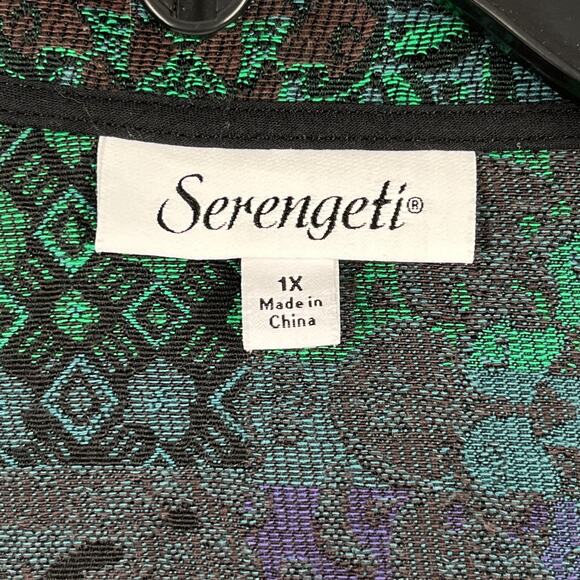 Serengeti®
1X
Made in
China